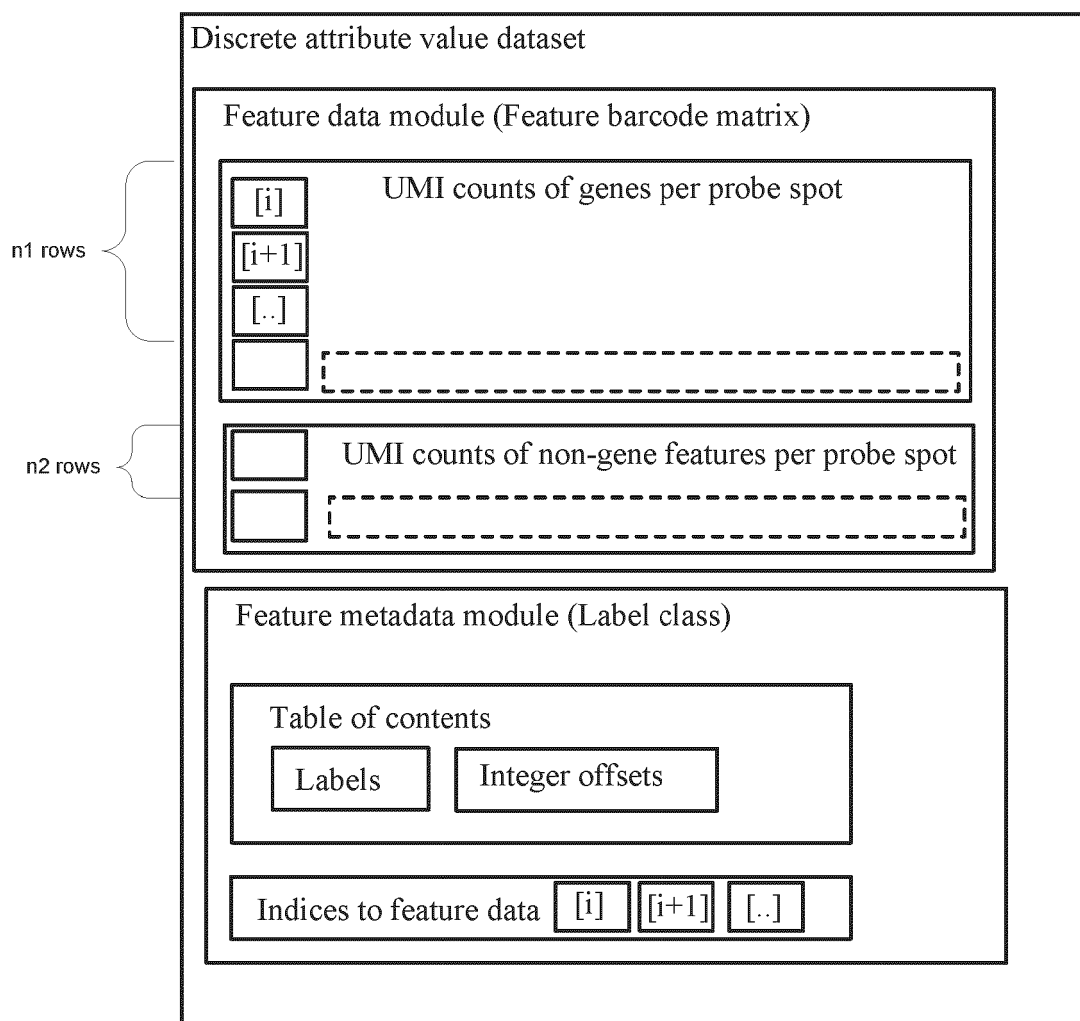 Discrete attribute value dataset
Feature data module (Feature barcode matrix)
UMI counts of genes per probe spot
[i]
[i+1]
[..]
n1 rows
UMI counts of non-gene features per probe spot
n2 rows
Feature metadata module (Label class)
Table of contents
Labels
Integer offsets
Indices to feature data [i] [i+1] [..]